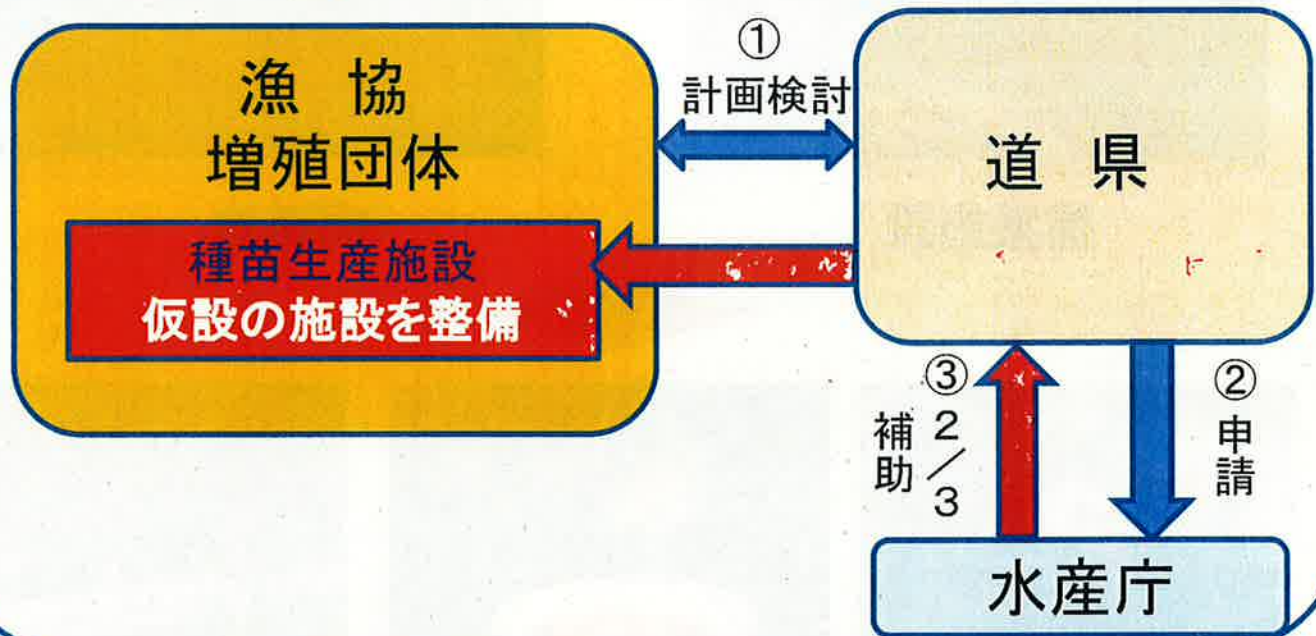 漁 協
増殖団体
種苗生産施設
仮設の施設を整備
①
計画検討
道 県
②
申請
③
補助 2/3
水産庁